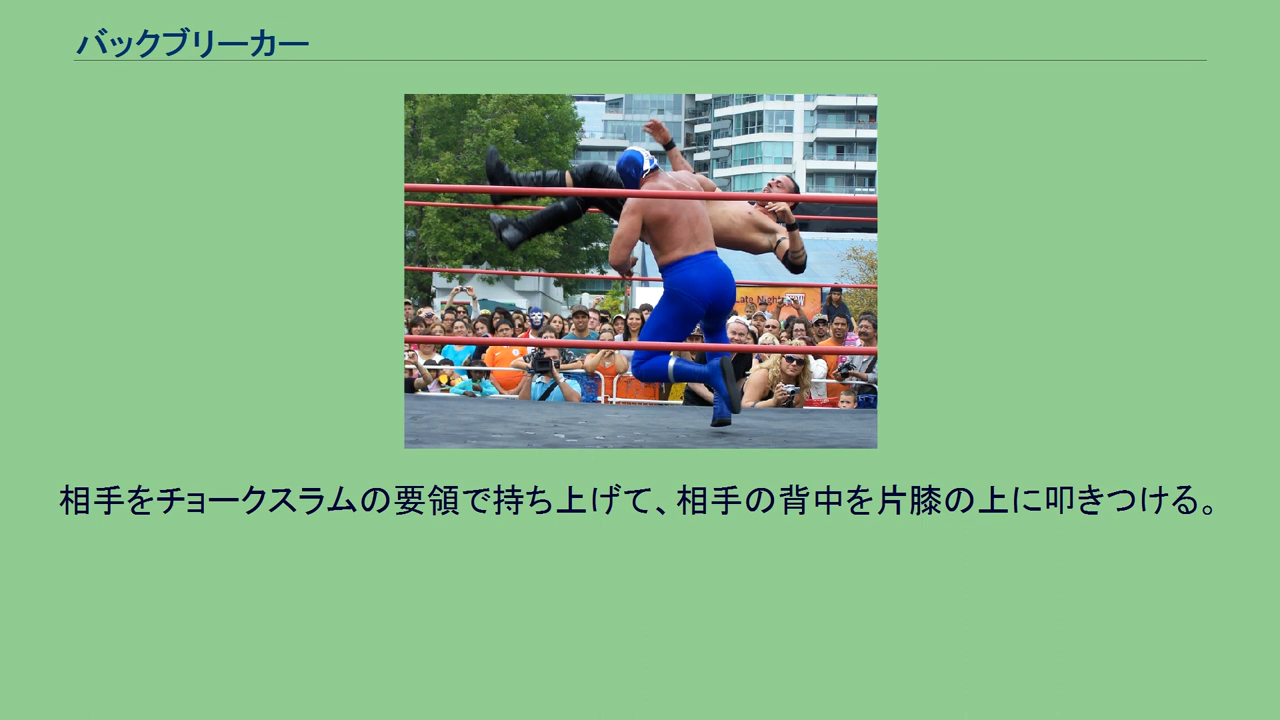 バックブリーカー
Late Night
相手をチョークスラムの要領で持ち上げて、相手の背中を片膝の上に叩きつける。